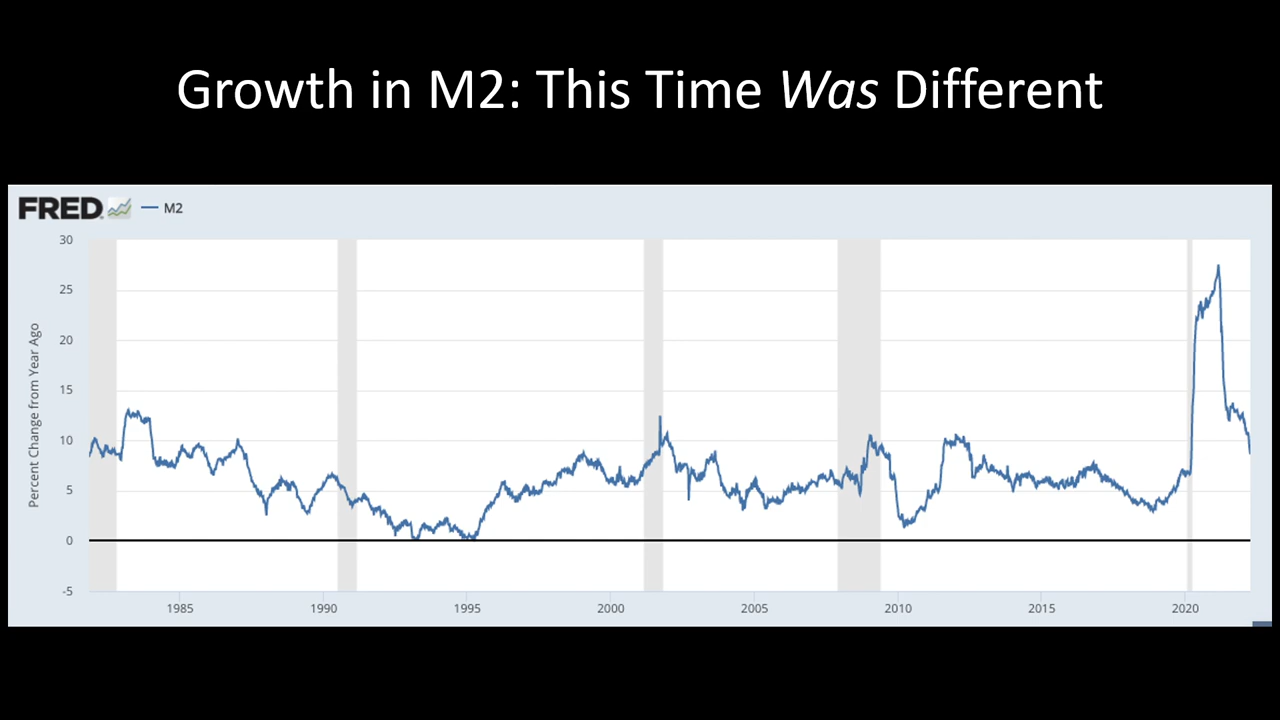 Growth in M2: This Time Was Different
FRED
M2
Percent Change from Year Ago
30
25
20
15
10
5
0
-5
1985 1990 1995 2000 2005 2010 2015 2020